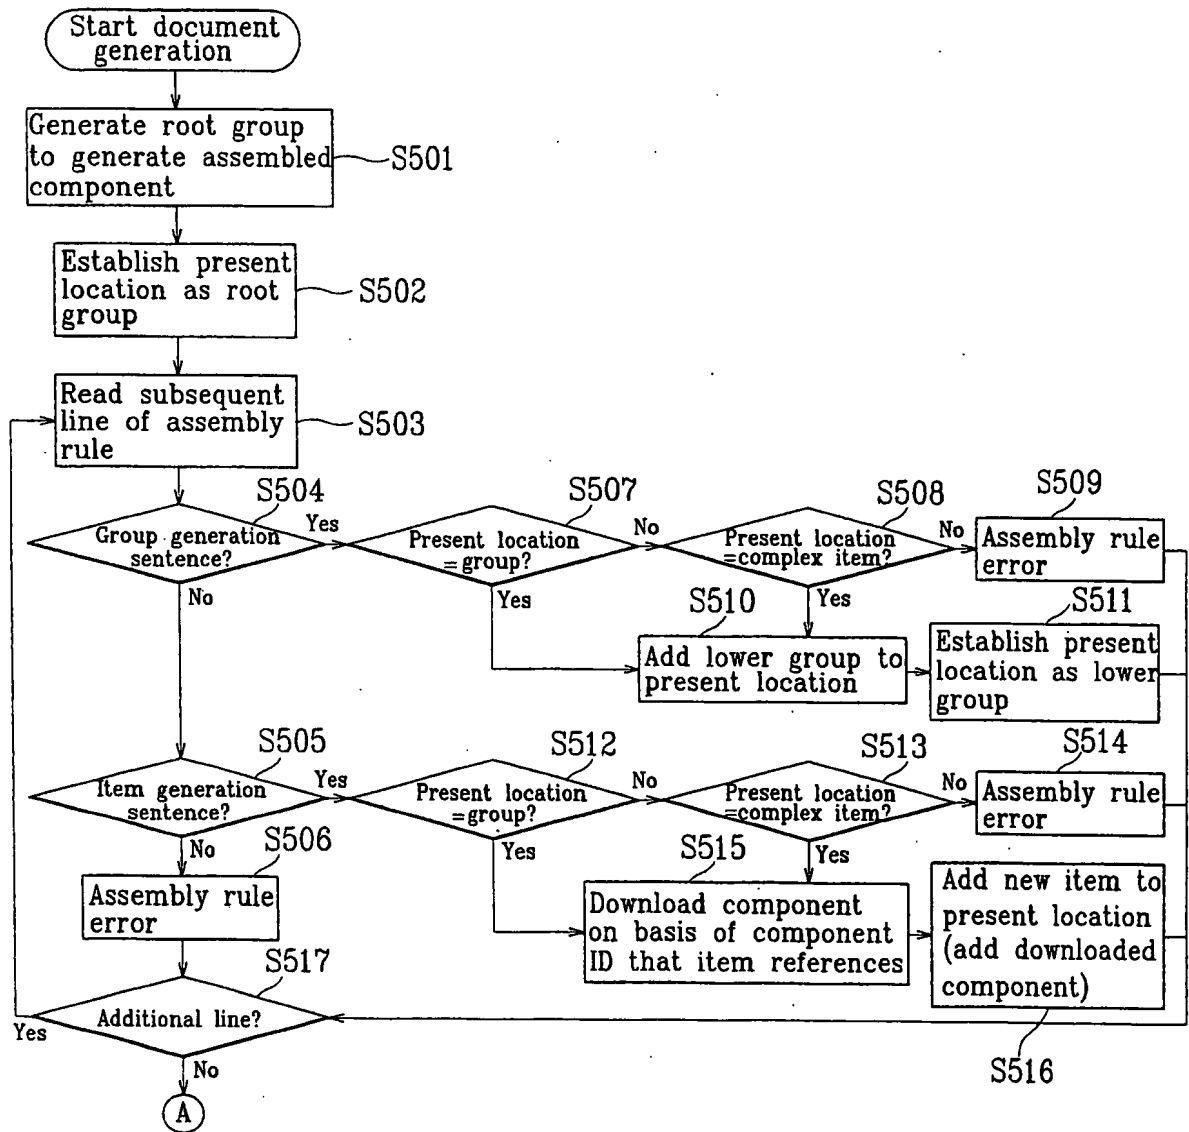 Start document
generation
Generate root group
to generate assembled
component
S501
Establish present
location as root
group
S502
Read subsequent
line of assembly
rule
S503
S504
Group generation
sentence?
Yes
No
S507
Present location
=group?
No
Yes
S508
Present location
=complex item?
No
Yes
S509
Assembly rule
error
S510
Add lower group to
present location
S511
Establish present
location as lower
group
S505
Item generation
sentence?
Yes
No
S512
Present location
=group?
No
Yes
S513
Present location
=complex item?
No
Yes
S514
Assembly rule
error
S506
Assembly rule
error
S515
Download component
on basis of component
ID that item references
Add new item to
present location
(add downloaded
component)
S516
S517
Additional line?
Yes
No
A